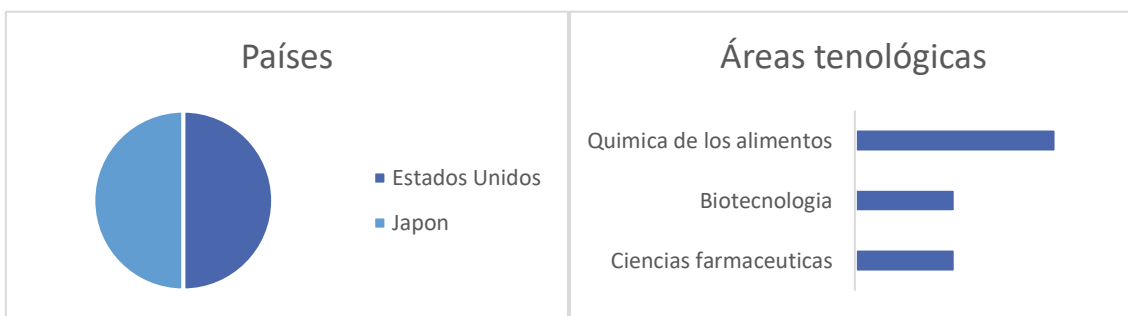 Países
Estados Unidos
Japon
Áreas tenológicas
Quimica de los alimentos
Biotecnologia
Ciencias farmaceuticas